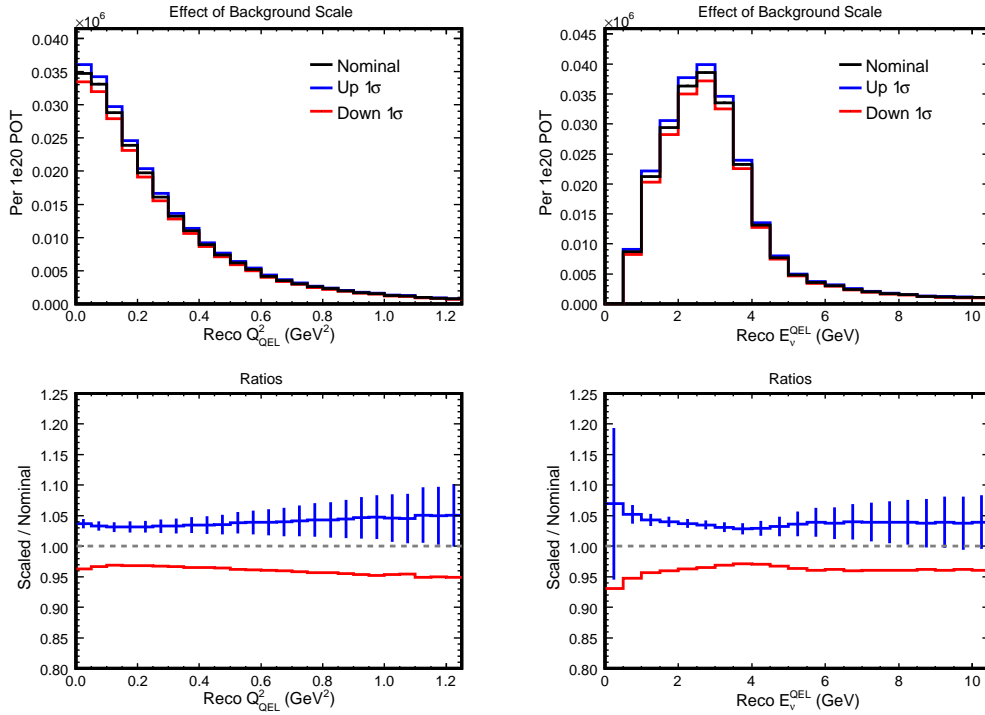 Effect of Background Scale
×10⁶
Per 1e20 POT
0.040
0.035
0.030
0.025
0.020
0.015
0.010
0.005
0.000
Nominal
Up 1σ
Down 1σ
0.0 0.2 0.4 0.6 0.8 1.0 1.2
Reco Q²QEL (GeV²)
Effect of Background Scale
×10⁶
Per 1e20 POT
0.045
0.040
0.035
0.030
0.025
0.020
0.015
0.010
0.005
0.000
Nominal
Up 1σ
Down 1σ
0 2 4 6 8 10
Reco EνQEL (GeV)
Ratios
Scaled / Nominal
1.25
1.20
1.15
1.10
1.05
1.00
0.95
0.90
0.85
0.80
0.0 0.2 0.4 0.6 0.8 1.0 1.2
Reco Q²QEL (GeV²)
Ratios
Scaled / Nominal
1.25
1.20
1.15
1.10
1.05
1.00
0.95
0.90
0.85
0.80
0 2 4 6 8 10
Reco EνQEL (GeV)